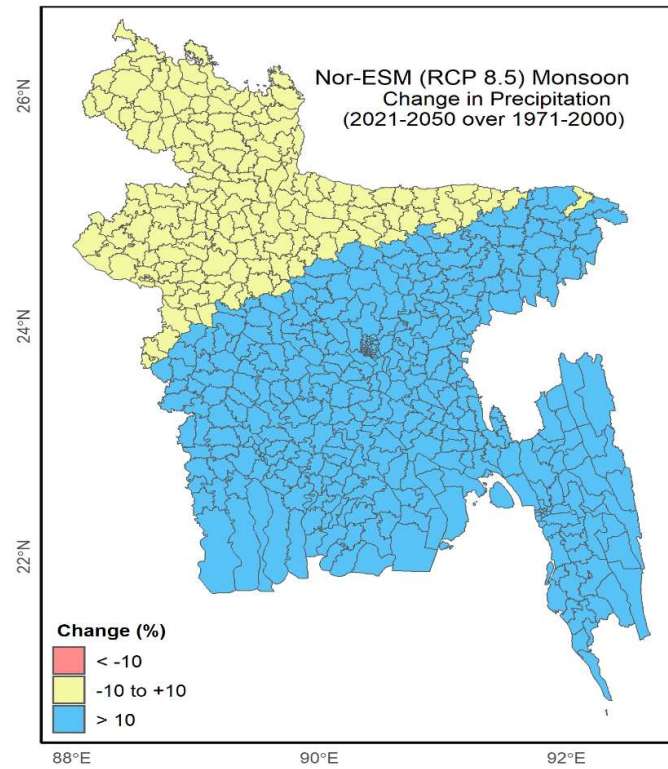 Nor-ESM (RCP 8.5) Monsoon
Change in Precipitation
(2021-2050 over 1971-2000)
26°N
24°N
22°N
Change (%)
< -10
-10 to +10
> 10
88°E
90°E
92°E